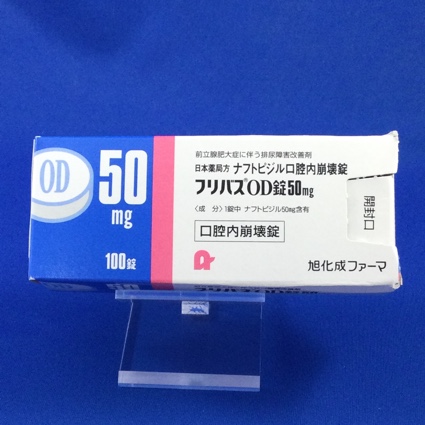 OD
50
mg
100錠
前立腺肥大症に伴う排尿障害改善剤
日本薬局方 ナフトピジル口腔内崩壊錠
フリバスOD錠50mg
〈成 分〉1錠中 ナフトピジル50mg含有
口腔内崩壊錠
旭化成ファーマ
開封口